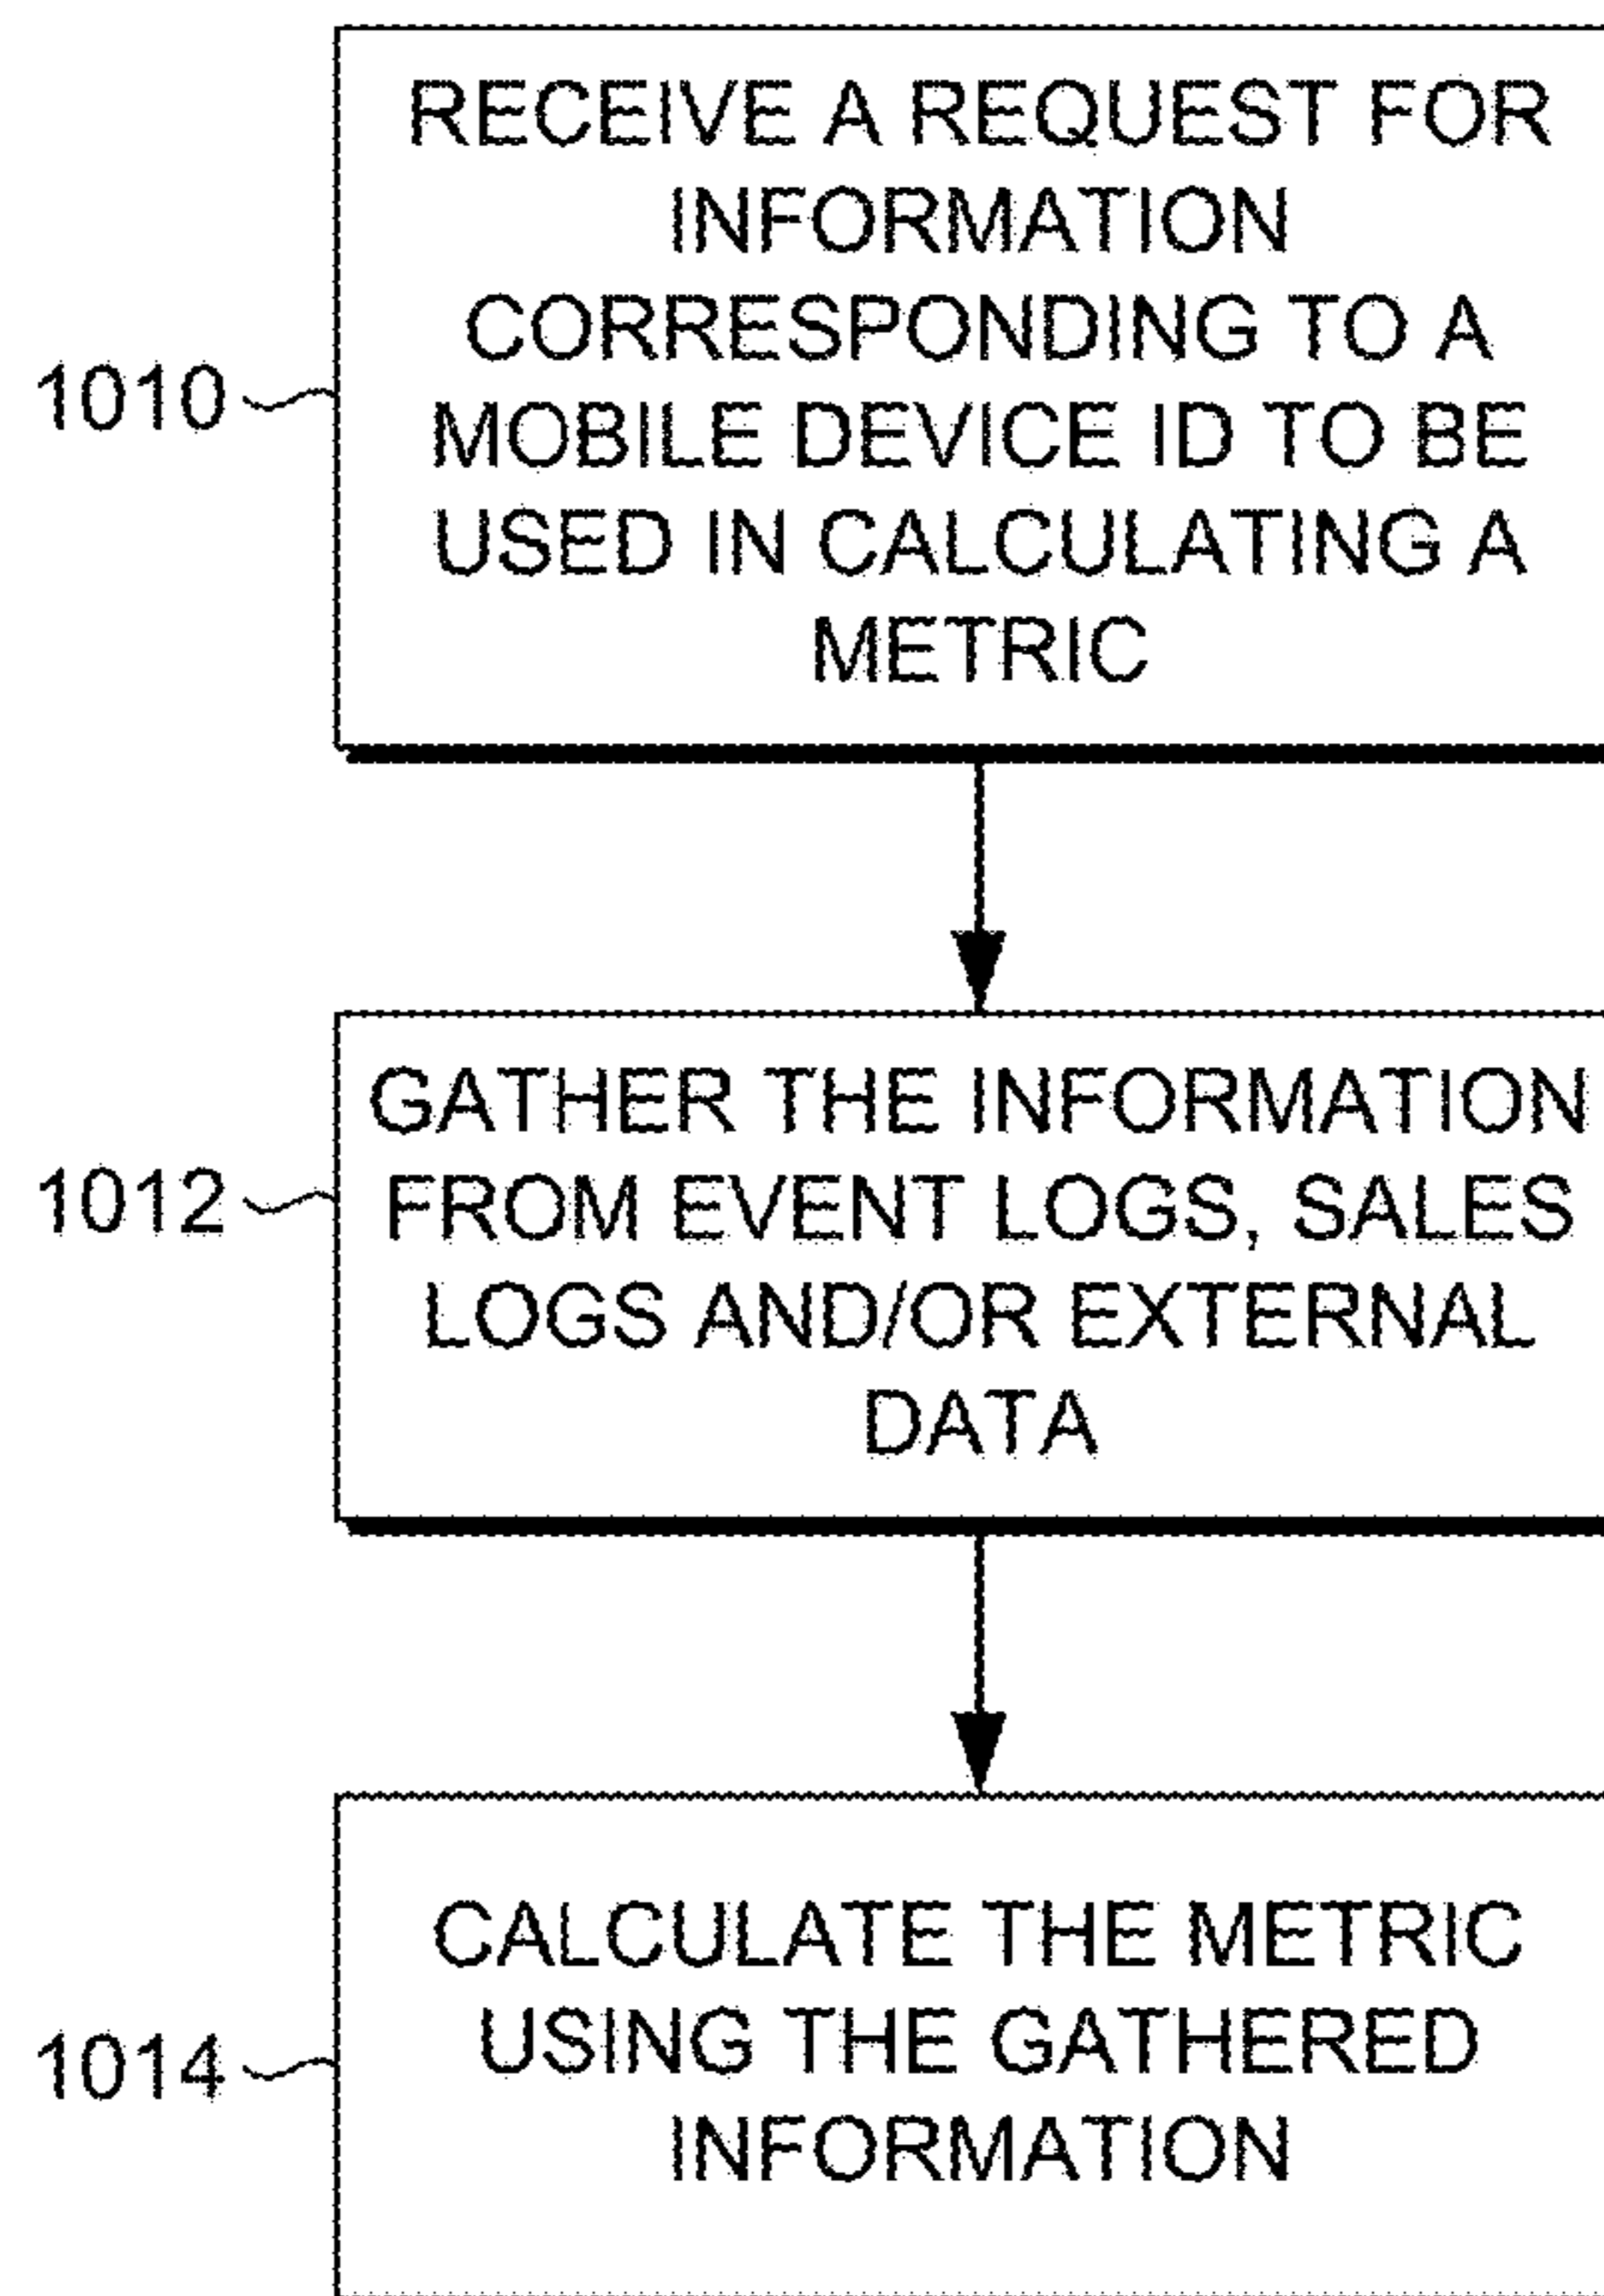 RECEIVE A REQUEST FOR
INFORMATION
CORRESPONDING TO A
1010
MOBILE DEVICE ID TO BE
USED IN CALCULATING A
METRIC
GATHER THE INFORMATION
1012
FROM EVENT LOGS, SALES
LOGS AND/OR EXTERNAL
DATA
CALCULATE THE METRIC
1014
USING THE GATHERED
INFORMATION